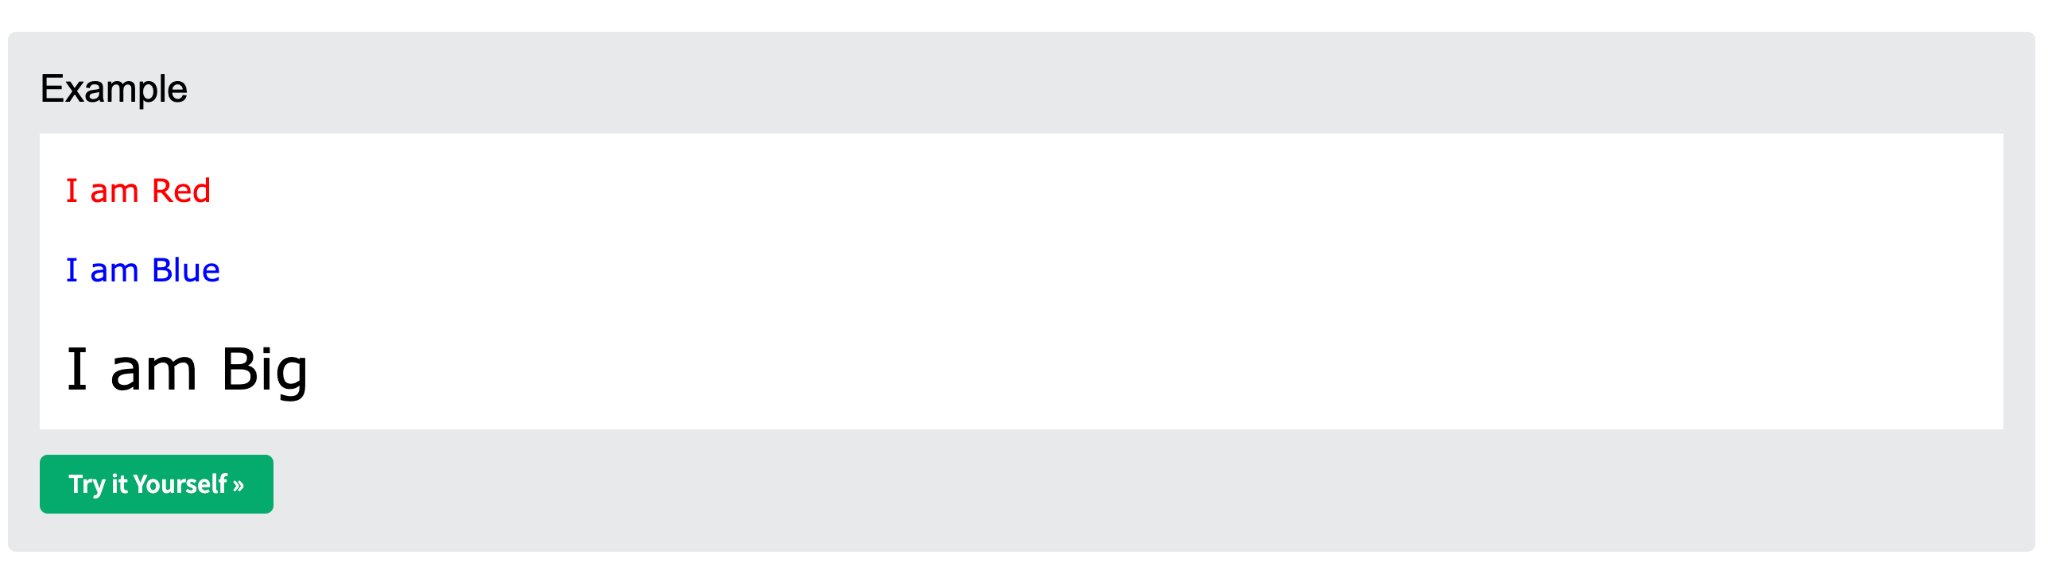 Example
I am Red
I am Blue
I am Big
Try it Yourself »